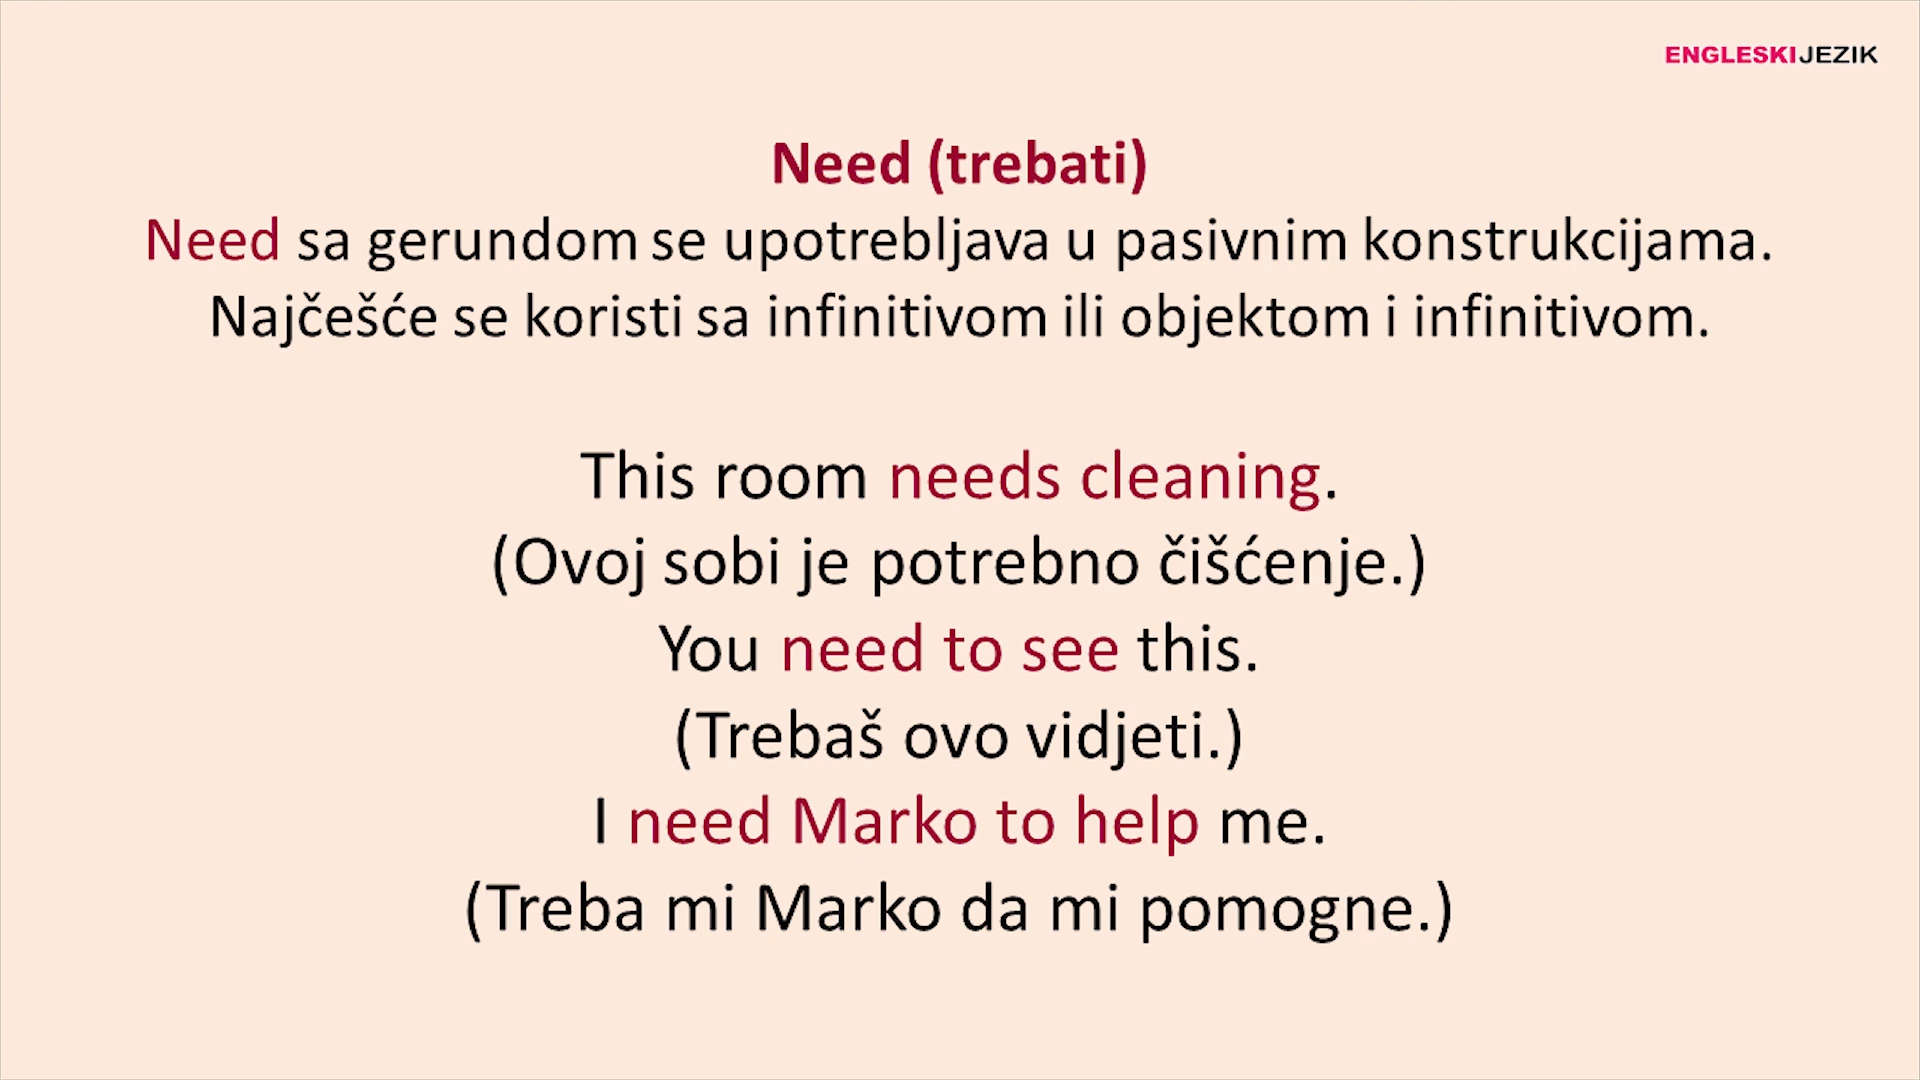 ENGLESKIJEZIK
Need (trebati)
Need sa gerundom se upotrebljava u pasivnim konstrukcijama.
Najčešće se koristi sa infinitivom ili objektom i infinitivom.
This room needs cleaning.
(Ovoj sobi je potrebno čišćenje.)
You need to see this.
(Trebaš ovo vidjeti.)
I need Marko to help me.
(Treba mi Marko da mi pomogne.)